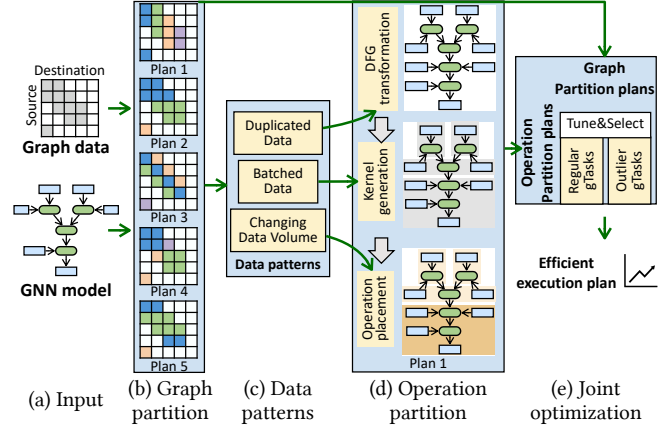 Destination
Source
Graph data
GNN model
(a) Input
Plan 1
Plan 2
Plan 3
Plan 4
Plan 5
(b) Graph
partition
Duplicated
Data
Batched
Data
Changing
Data Volume
Data patterns
(c) Data
patterns
DFG
transformation
Kernel
generation
Operation
placement
Plan 1
(d) Operation
partition
Graph
Partition plans
Operation
Partition plans
Tune&Select
Regular
gTasks
Outlier
gTasks
Efficient
execution plan
(e) Joint
optimization